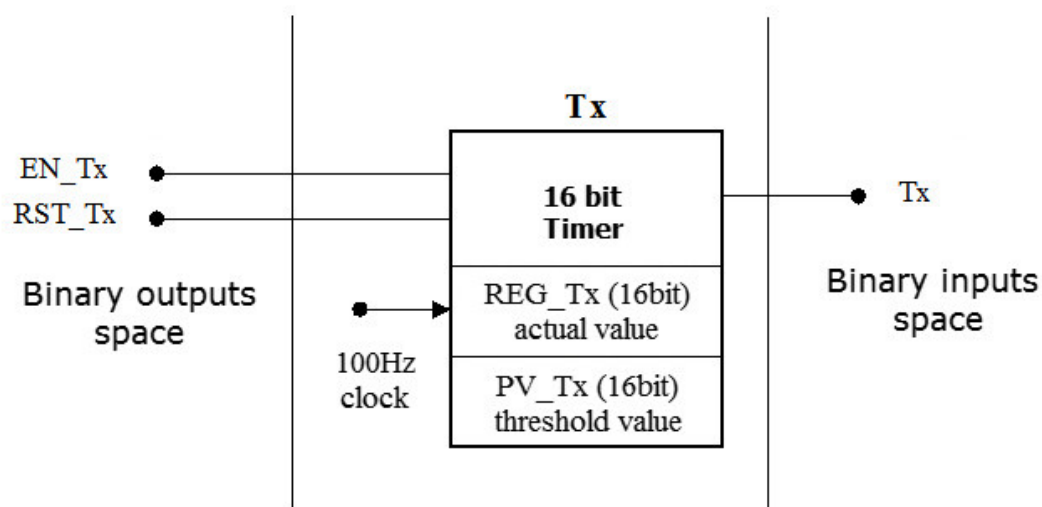 Tx
EN_Tx
RST_Tx
16 bit
Timer
Tx
Binary outputs
space
100Hz
clock
REG_Tx (16bit)
actual value
PV_Tx (16bit)
threshold value
Binary inputs
space